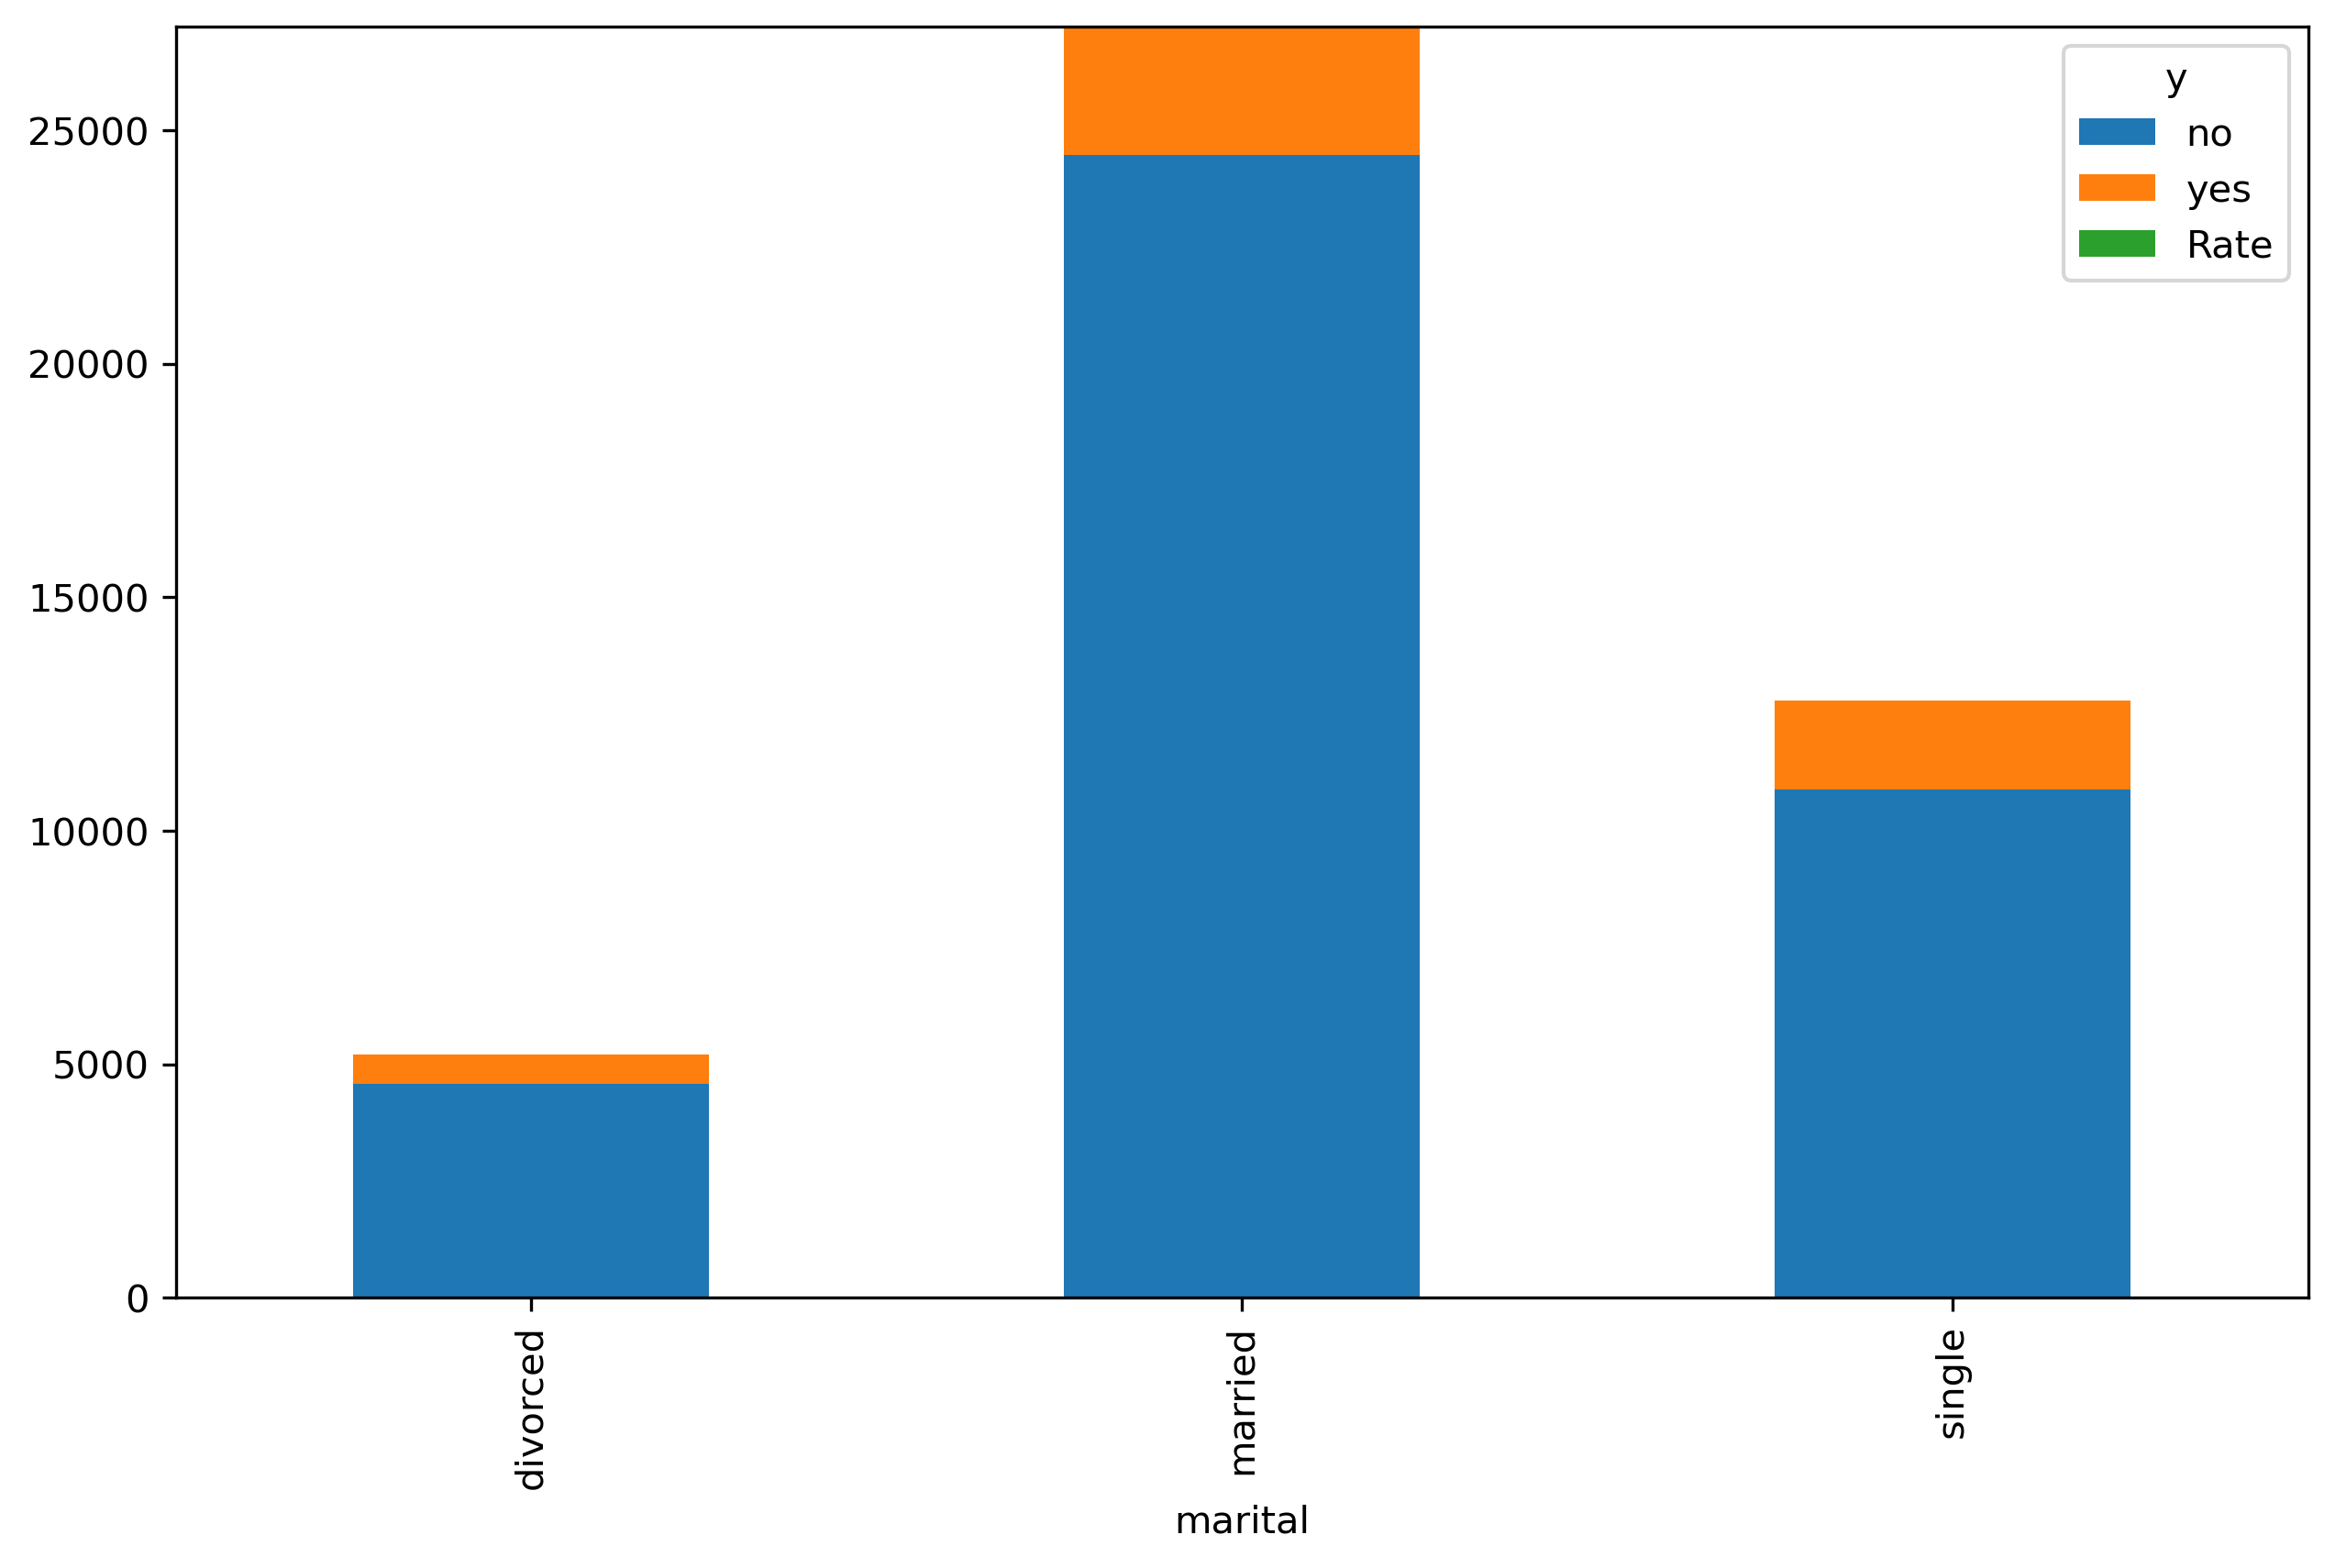 y
no
yes
Rate
25000
20000
15000
10000
5000
0
divorced
married
single
marital